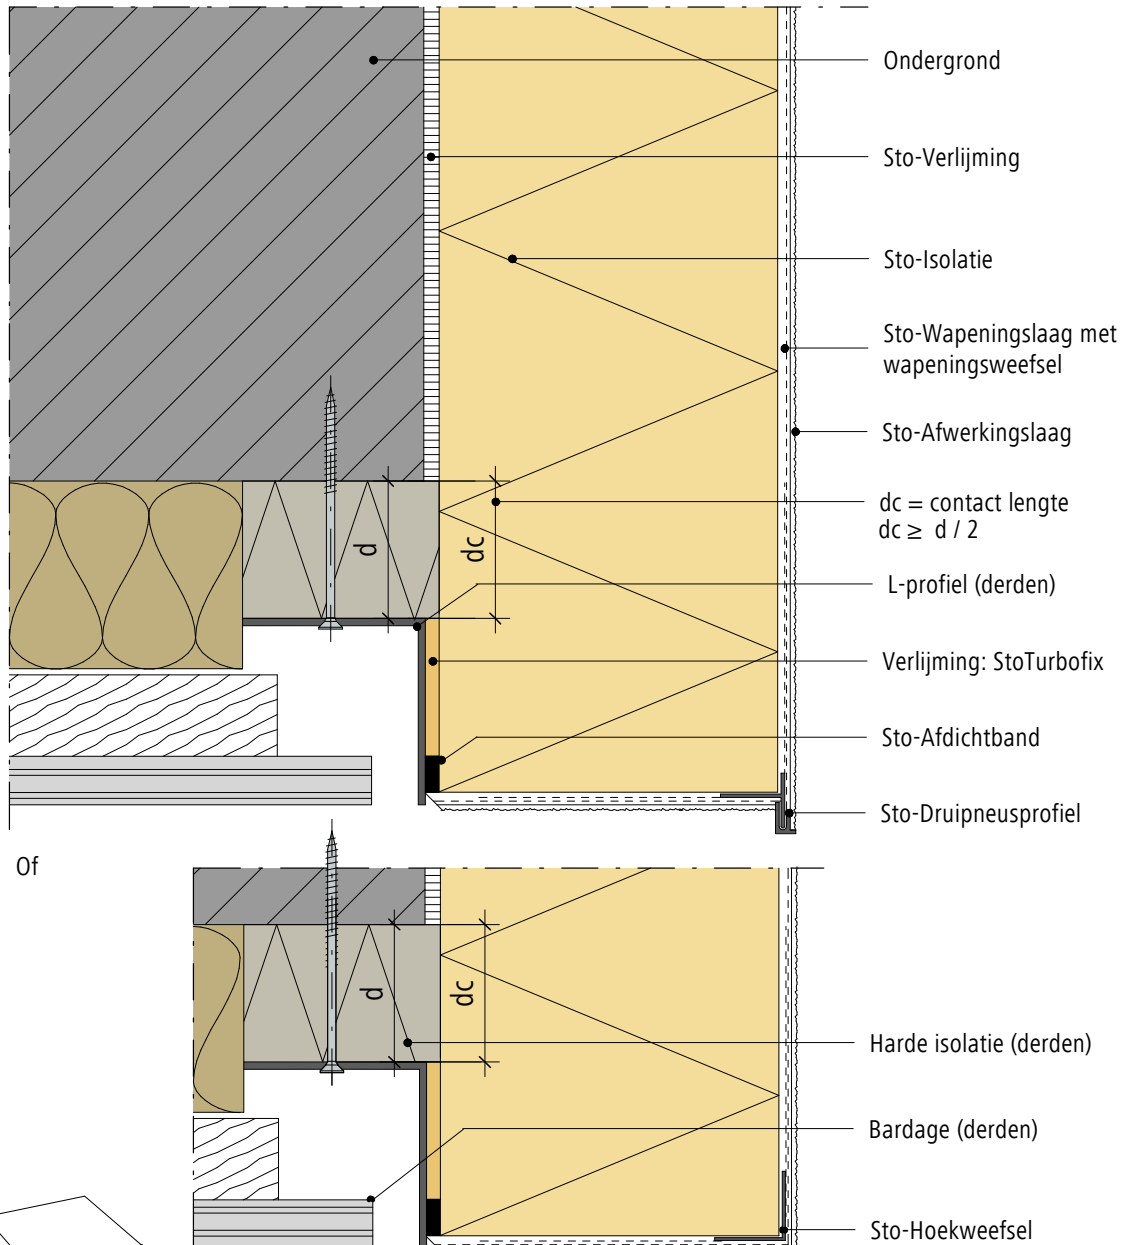 Ondergrond
Sto-Verlijming
Sto-Isolatie
Sto-Wapeningslaag met
wapeningsweefsel
Sto-Afwerkingslaag
dc = contact lengte
dc ≥ d / 2
d
dc
L-profiel (derden)
Verlijming: StoTurbofix
Sto-Afdichtband
Sto-Druipneusprofiel
Of
d
dc
Harde isolatie (derden)
Bardage (derden)
Sto-Hoekweefsel